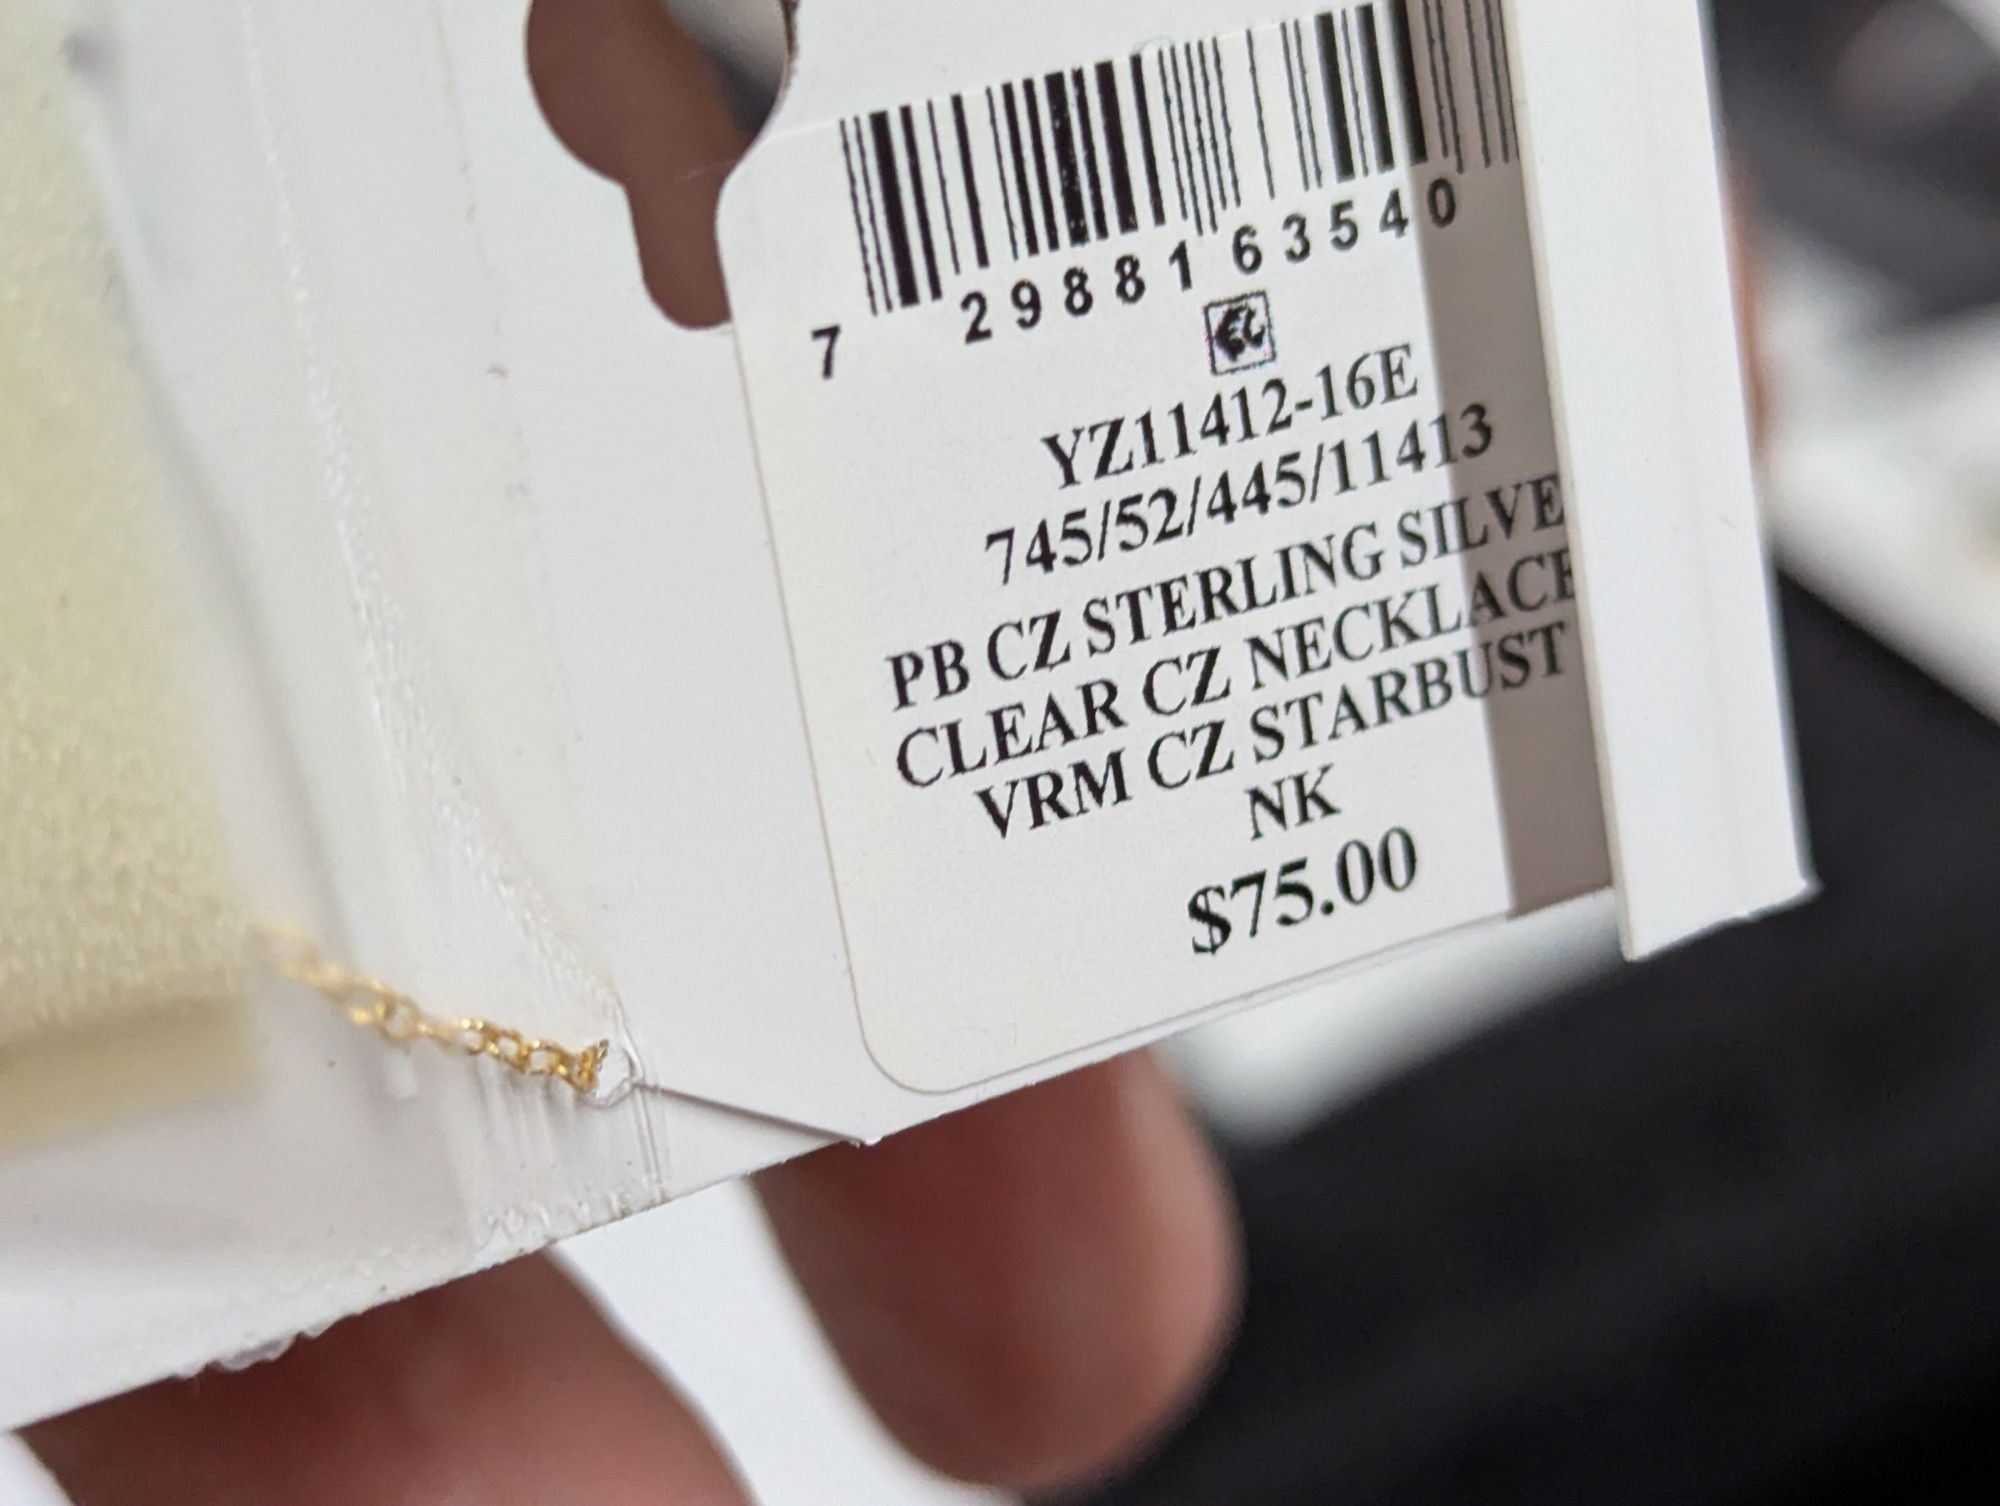 7 29881 63540
YZ11412-16E
745/52/445/11413
PB CZ STERLING SILVE
CLEAR CZ NECKLACE
VRM CZ STARBUST
NK
$75.00